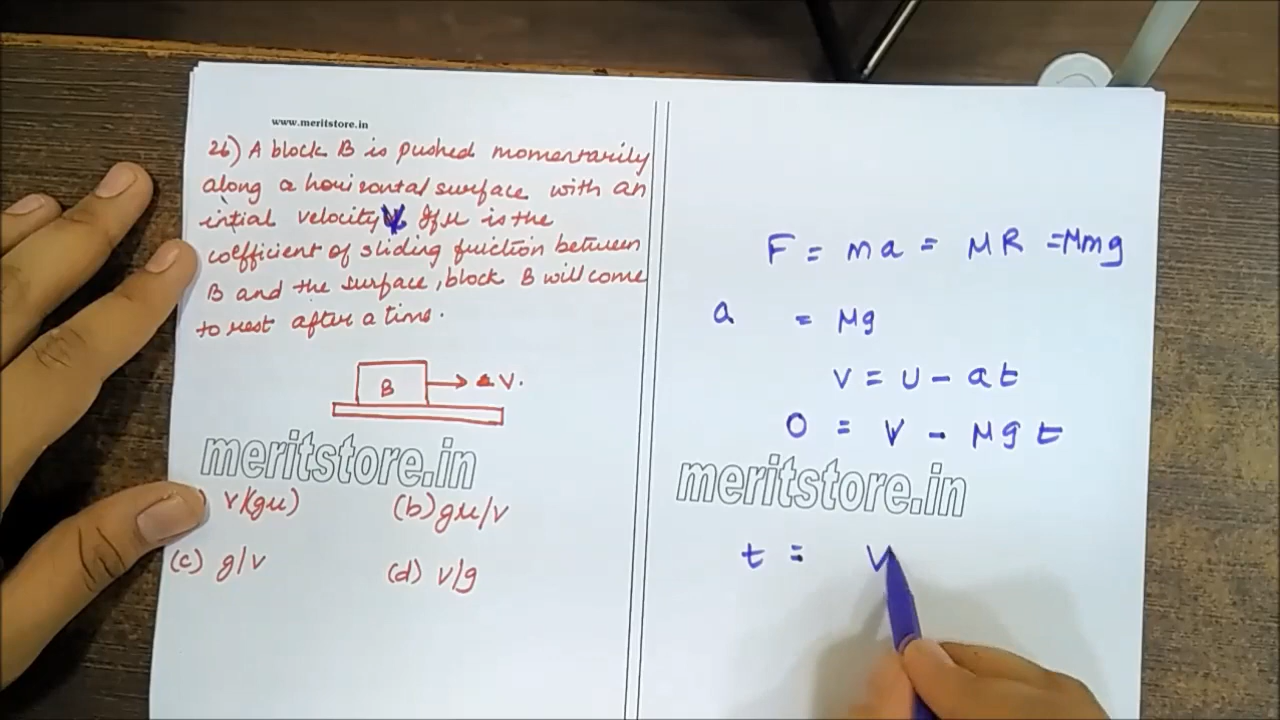 www.meritstore.in
26) A block B is pushed momentarily
along a horizontal surface with an
intial velocity V. If μ is the
coefficient of sliding friction between
B and the surface, block B will come
to rest after a time.
B V.
meritstore.in
) v/(gμ) (b) gμ/v
(c) g/v (d) v/g
F = ma = μR = μmg
a = μg
V = U - at
0 = V - μgt
meritstore.in
t = V